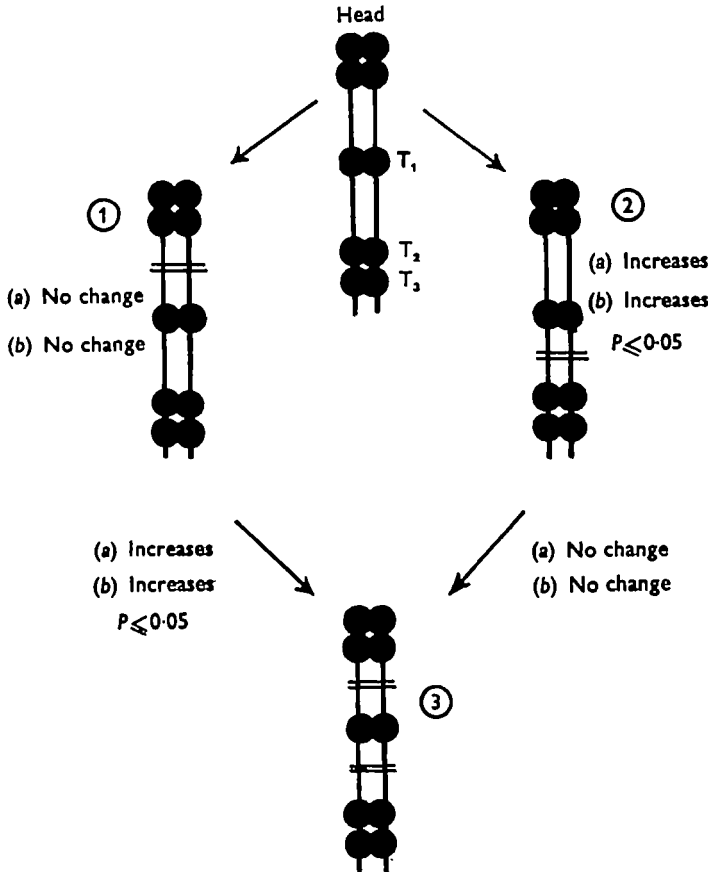 Head
T₁
T₂
T₃
①
(a) No change
(b) No change
②
(a) Increases
(b) Increases
P⩽0·05
(a) Increases
(b) Increases
P⩽0·05
(a) No change
(b) No change
③